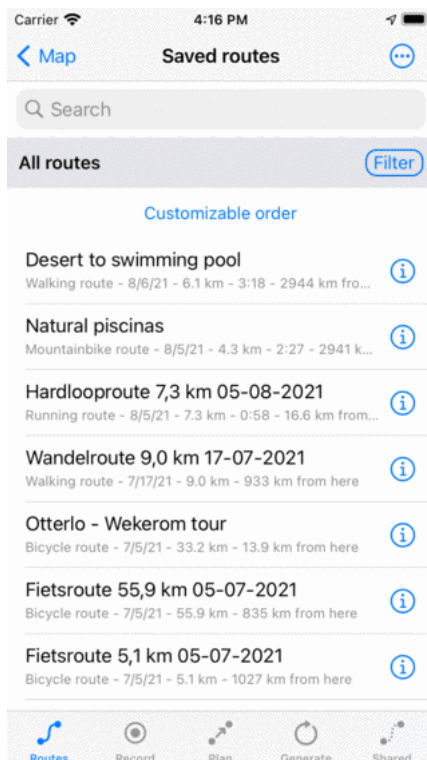 Carrier 4:16 PM
Map Saved routes
Search
All routes Filter
Customizable order
Desert to swimming pool
Walking route - 8/6/21 - 6.1 km - 3:18 - 2944 km fro...
Natural piscinas
Mountainbike route - 8/5/21 - 4.3 km - 2:27 - 2941 k...
Hardlooproute 7,3 km 05-08-2021
Running route - 8/5/21 - 7.3 km - 0:58 - 16.6 km from...
Wandelroute 9,0 km 17-07-2021
Walking route - 7/17/21 - 9.0 km - 933 km from here
Otterlo - Wekerom tour
Bicycle route - 7/5/21 - 33.2 km - 13.9 km from here
Fietsroute 55,9 km 05-07-2021
Bicycle route - 7/5/21 - 55.9 km - 835 km from here
Fietsroute 5,1 km 05-07-2021
Bicycle route - 7/5/21 - 5.1 km - 1027 km from here
Routes Record Plan Generate Shared